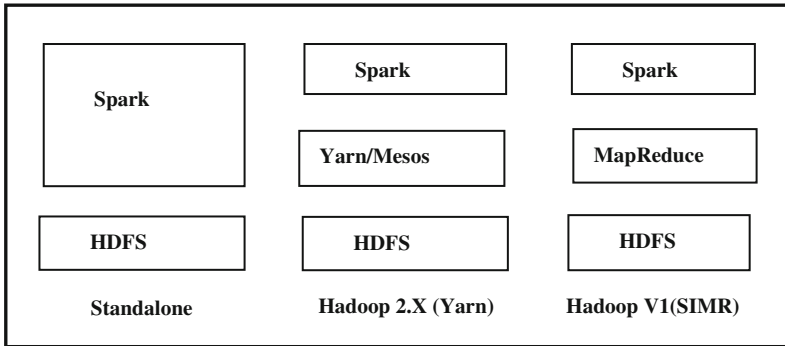 Spark
Spark
Spark
Yarn/Mesos
MapReduce
HDFS
HDFS
HDFS
Standalone
Hadoop 2.X (Yarn)
Hadoop V1(SIMR)